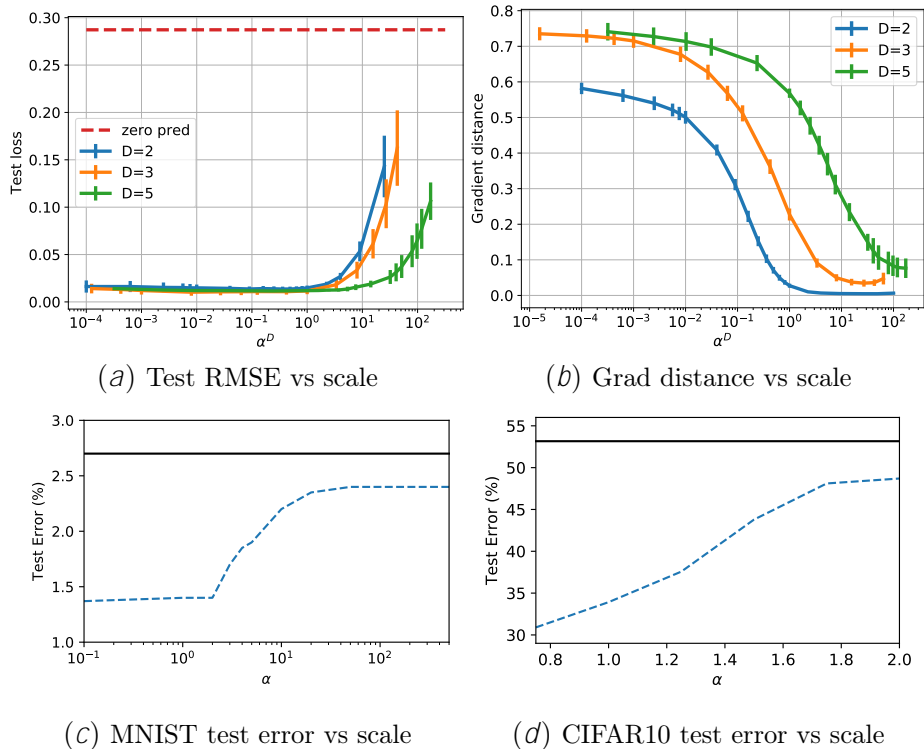 0.30
0.25
0.20
0.15
0.10
0.05
0.00
Test loss
zero pred
D=2
D=3
D=5
10⁻⁴ 10⁻³ 10⁻² 10⁻¹ 10⁰ 10¹ 10²
α^D
(a) Test RMSE vs scale
0.8
0.7
0.6
0.5
0.4
0.3
0.2
0.1
0.0
Gradient distance
D=2
D=3
D=5
10⁻⁵ 10⁻⁴ 10⁻³ 10⁻² 10⁻¹ 10⁰ 10¹ 10²
α^D
(b) Grad distance vs scale
3.0
2.5
2.0
1.5
1.0
Test Error (%)
10⁻¹ 10⁰ 10¹ 10²
α
(c) MNIST test error vs scale
55
50
45
40
35
30
Test Error (%)
0.8 1.0 1.2 1.4 1.6 1.8 2.0
α
(d) CIFAR10 test error vs scale